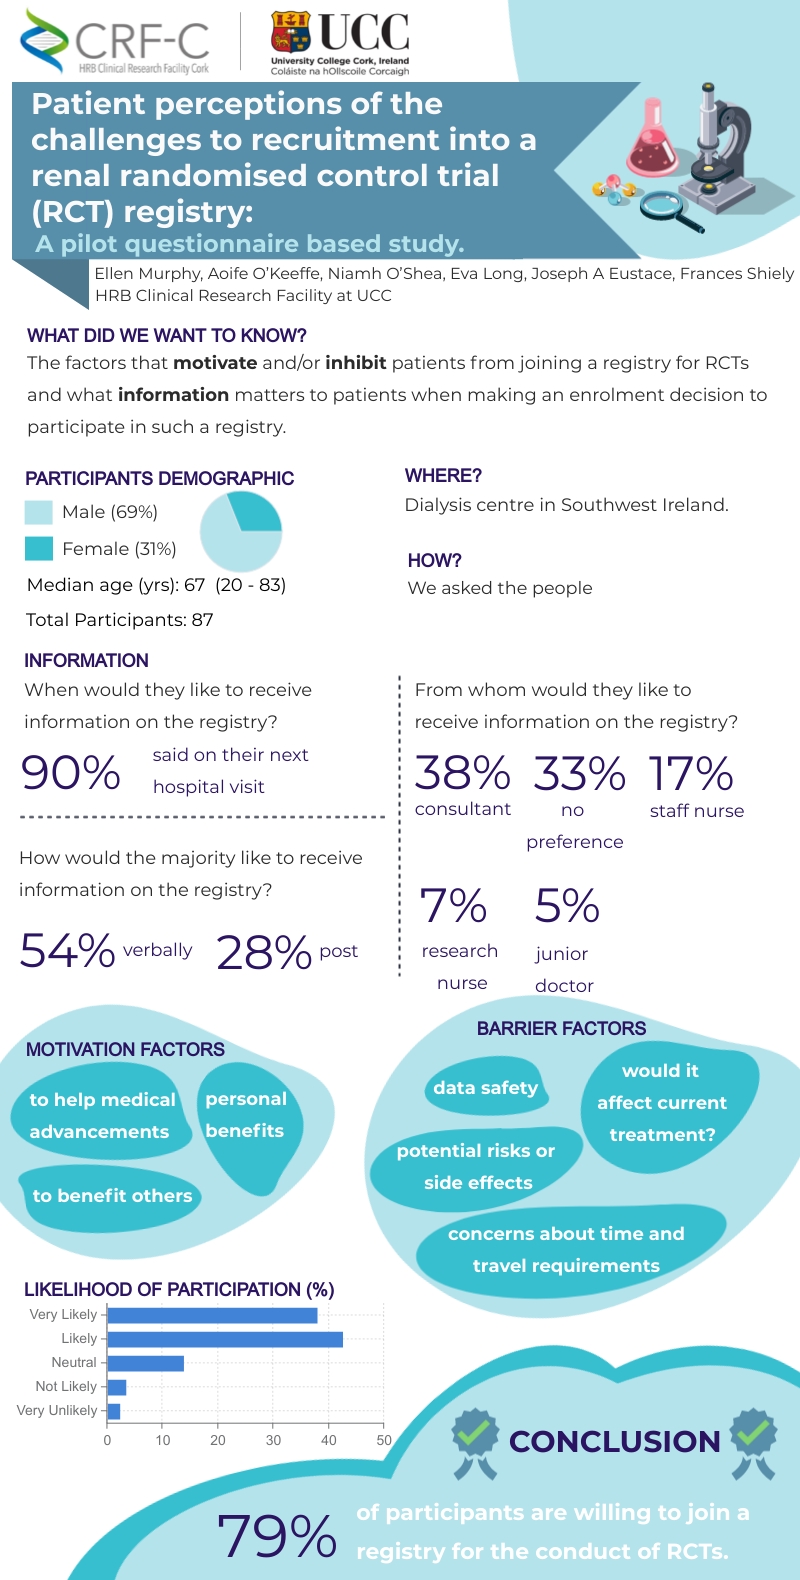 CRF-C
HRB Clinical Research Facility Cork
UCC
University College Cork, Ireland
Coláiste na hOllscoile Corcaigh
Patient perceptions of the
challenges to recruitment into a
renal randomised control trial
(RCT) registry:
A pilot questionnaire based study.
Ellen Murphy, Aoife O'Keeffe, Niamh O'Shea, Eva Long, Joseph A Eustace, Frances Shiely
HRB Clinical Research Facility at UCC
WHAT DID WE WANT TO KNOW?
The factors that motivate and/or inhibit patients from joining a registry for RCTs
and what information matters to patients when making an enrolment decision to
participate in such a registry.
PARTICIPANTS DEMOGRAPHIC
Male (69%)
Female (31%)
Median age (yrs): 67 (20 - 83)
Total Participants: 87
WHERE?
Dialysis centre in Southwest Ireland.
HOW?
We asked the people
INFORMATION
When would they like to receive
information on the registry?
90%
said on their next
hospital visit
How would the majority like to receive
information on the registry?
54% verbally 28% post
From whom would they like to
receive information on the registry?
38% 33% 17%
consultant no staff nurse
preference
7% 5%
research junior
nurse doctor
MOTIVATION FACTORS
to help medical
advancements
personal
benefits
to benefit others
BARRIER FACTORS
data safety
would it
affect current
treatment?
potential risks or
side effects
concerns about time and
travel requirements
LIKELIHOOD OF PARTICIPATION (%)
Very Likely
Likely
Neutral
Not Likely
Very Unlikely
0 10 20 30 40 50
CONCLUSION
79%
of participants are willing to join a
registry for the conduct of RCTs.